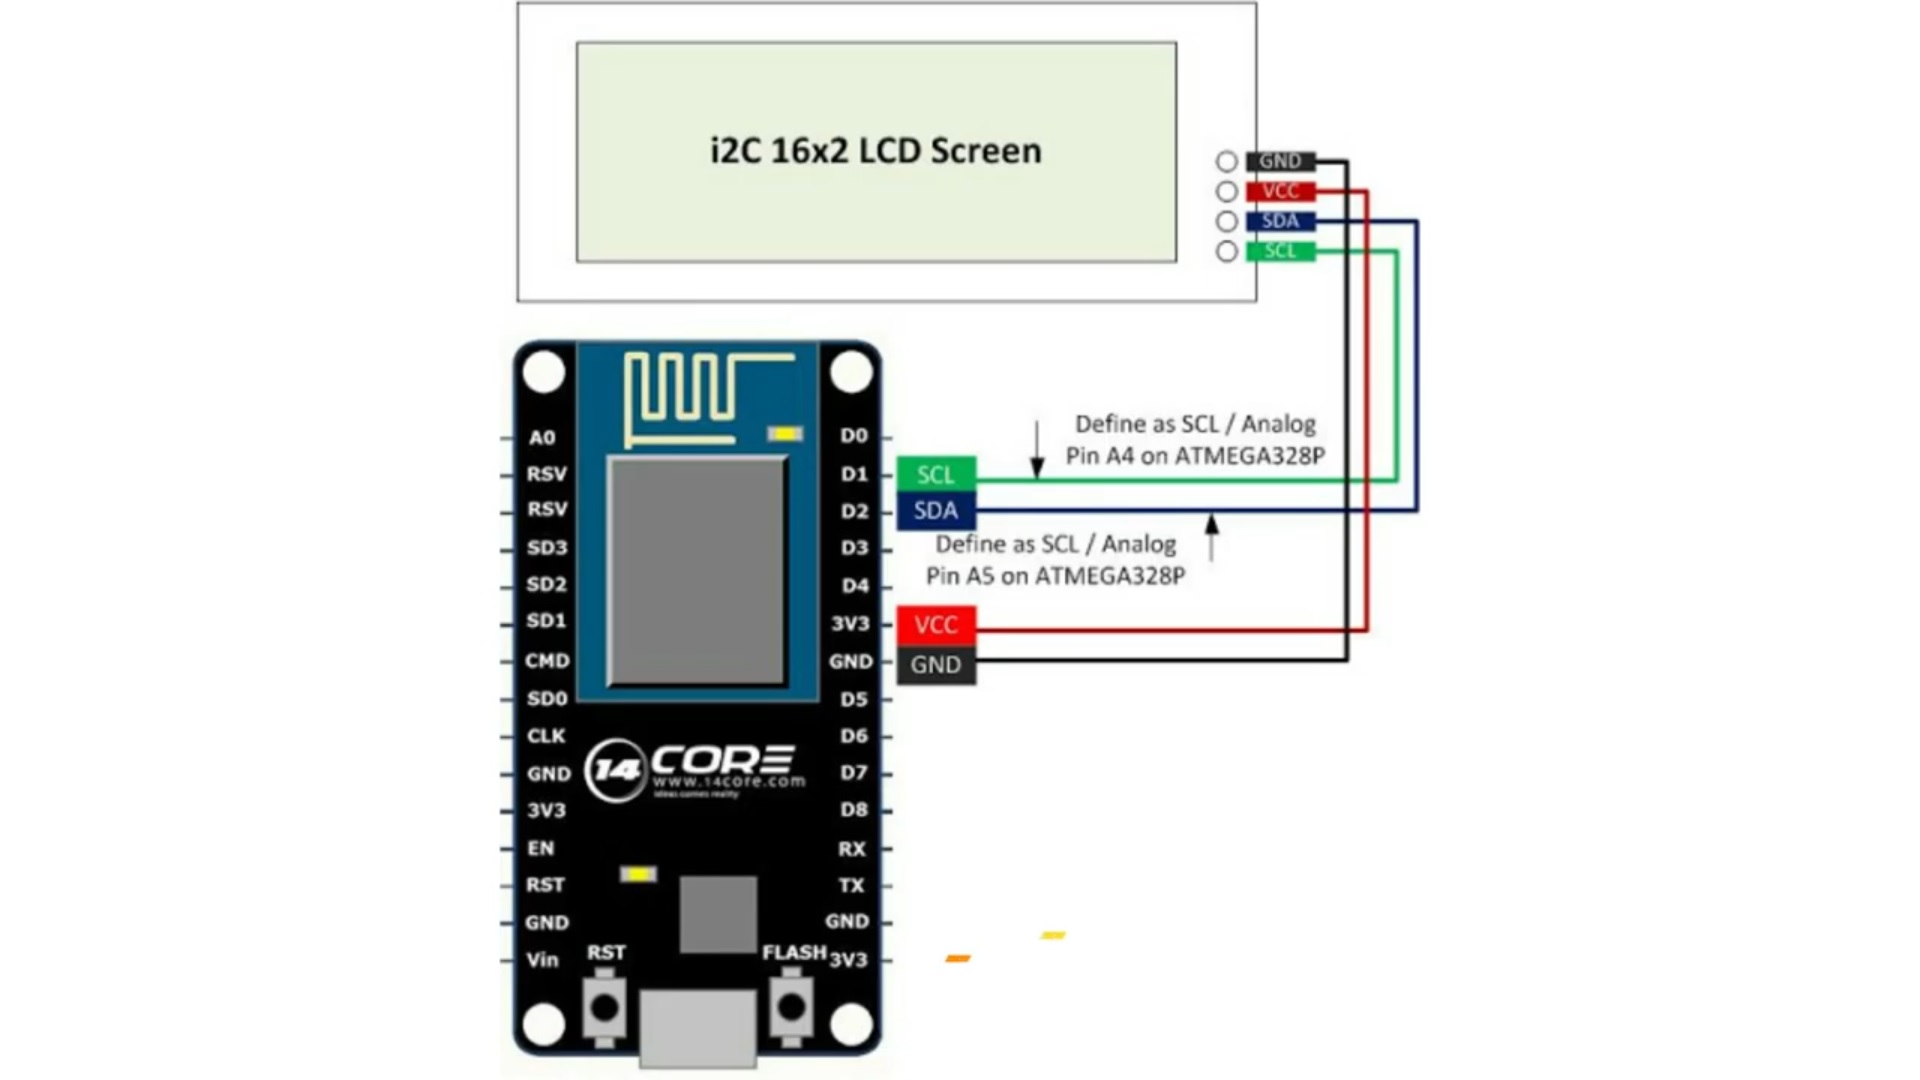 i2C 16x2 LCD Screen
GND
VCC
SDA
SCL
Define as SCL / Analog
Pin A4 on ATMEGA328P
SCL
SDA
Define as SCL / Analog
Pin A5 on ATMEGA328P
VCC
GND
A0
RSV
RSV
SD3
SD2
SD1
CMD
SD0
CLK
GND
3V3
EN
RST
GND
Vin
D0
D1
D2
D3
D4
3V3
GND
D5
D6
D7
D8
RX
TX
GND
3V3
14 CORE
www.14core.com
ideas comes reality
RST
FLASH